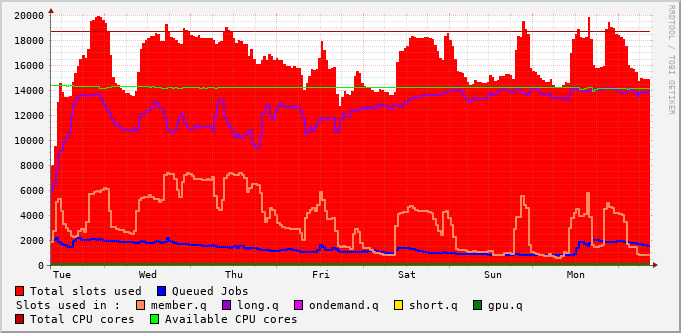 20000
18000
16000
14000
12000
10000
8000
6000
4000
2000
0
Tue Wed Thu Fri Sat Sun Mon
Total slots used Queued Jobs
Slots used in : member.q long.q ondemand.q short.q gpu.q
Total CPU cores Available CPU cores
RRDTOOL / TOBI OETIKER